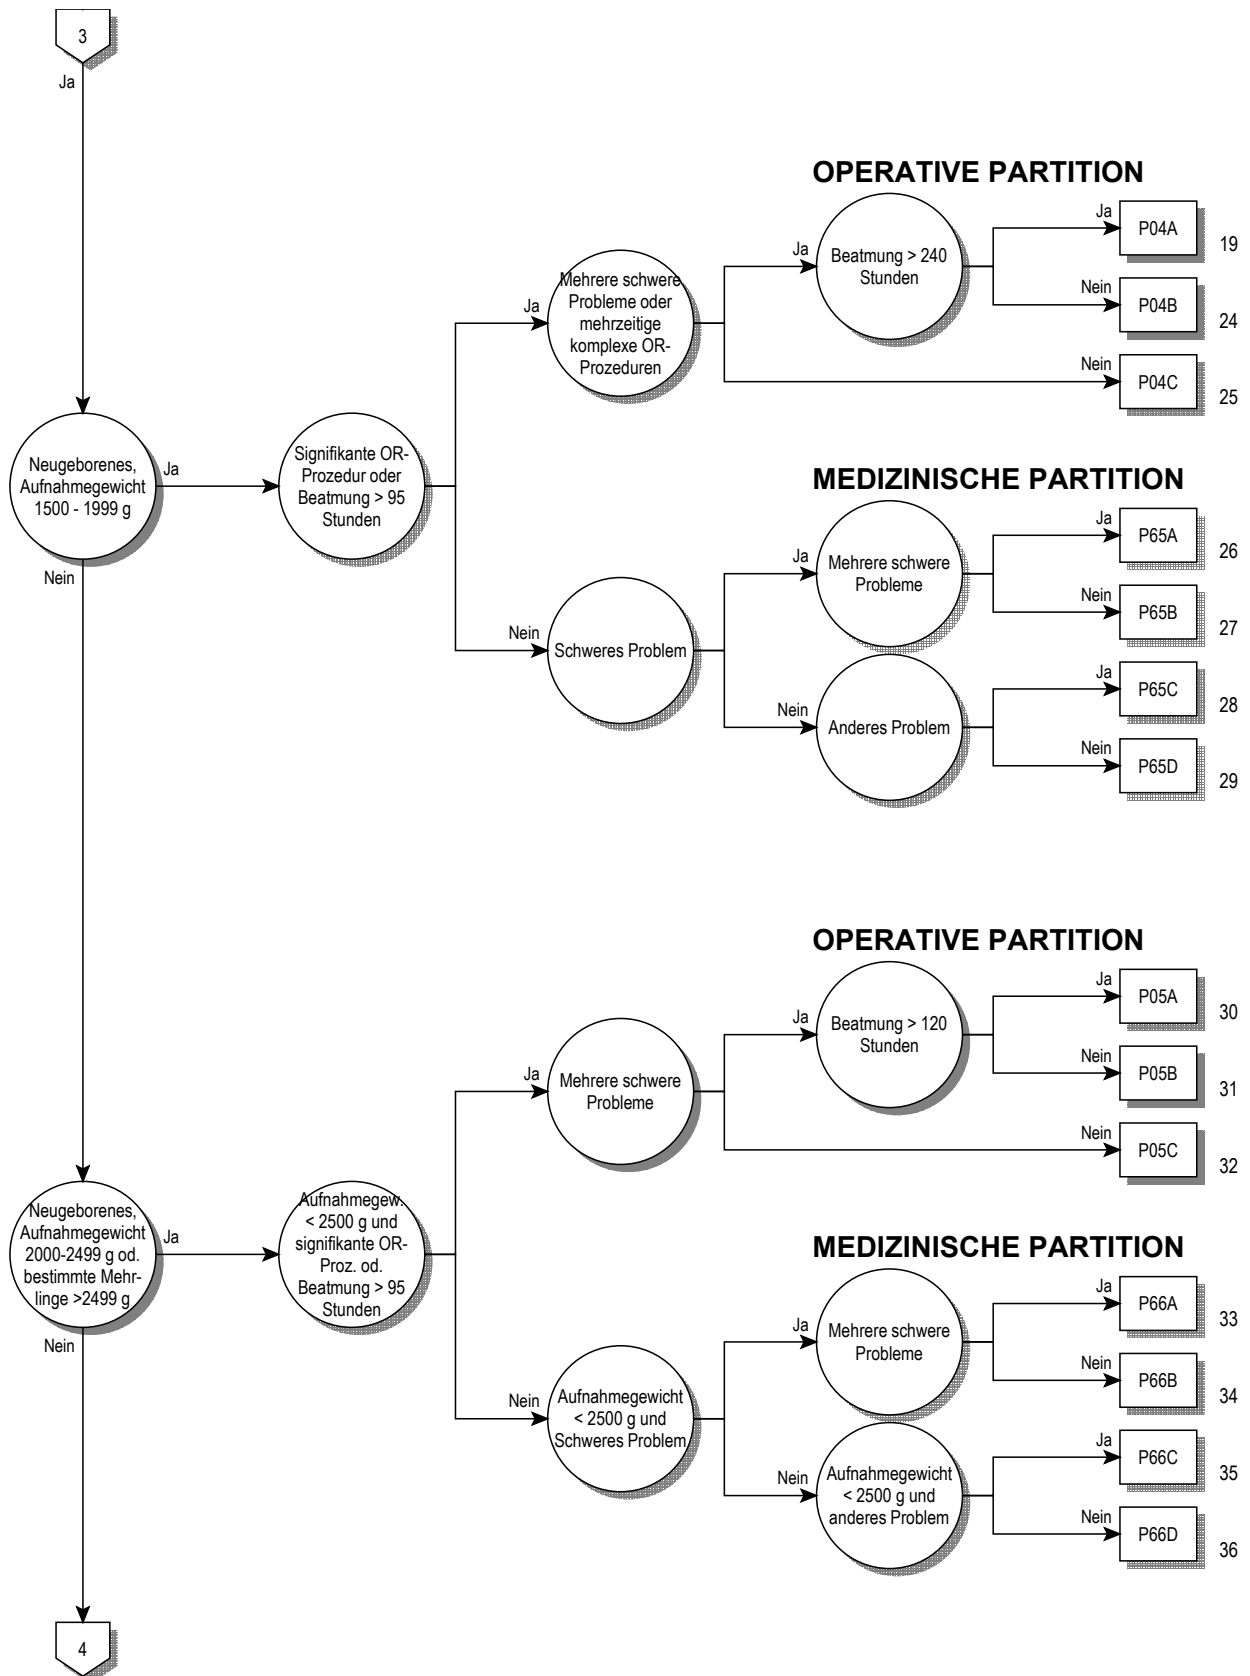 3
Ja
OPERATIVE PARTITION
Ja
Mehrere schwere
Probleme oder
mehrzeitige
komplexe OR-
Prozeduren
Ja
Beatmung > 240
Stunden
Ja
P04A
19
Nein
P04B
24
Nein
P04C
25
Neugeborenes,
Aufnahmegewicht
1500 - 1999 g
Ja
Signifikante OR-
Prozedur oder
Beatmung > 95
Stunden
Nein
MEDIZINISCHE PARTITION
Nein
Schweres Problem
Ja
Mehrere schwere
Probleme
Ja
P65A
26
Nein
P65B
27
Nein
Anderes Problem
Ja
P65C
28
Nein
P65D
29
OPERATIVE PARTITION
Ja
Mehrere schwere
Probleme
Ja
Beatmung > 120
Stunden
Ja
P05A
30
Nein
P05B
31
Nein
P05C
32
Neugeborenes,
Aufnahmegewicht
2000-2499 g od.
bestimmte Mehr-
linge >2499 g
Ja
Aufnahmegew.
< 2500 g und
signifikante OR-
Proz. od.
Beatmung > 95
Stunden
Nein
MEDIZINISCHE PARTITION
Nein
Aufnahmegewicht
< 2500 g und
Schweres Problem
Ja
Mehrere schwere
Probleme
Ja
P66A
33
Nein
P66B
34
Nein
Aufnahmegewicht
< 2500 g und
anderes Problem
Ja
P66C
35
Nein
P66D
36
4